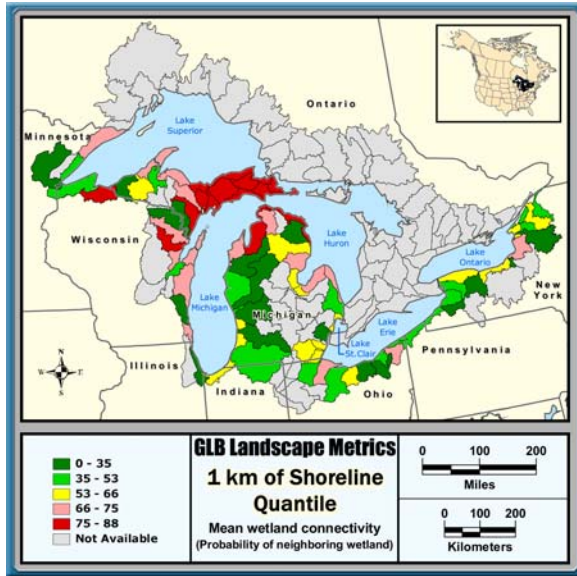 Ontario
Minnesota
Lake
Superior
Wisconsin
Lake
Huron
Lake
Ontario
New
York
Lake
Michigan
Michigan
Lake
Erie
Lake
St. Clair
Pennsylvania
Illinois
Indiana
Ohio
N
W
E
S
0 - 35
35 - 53
53 - 66
66 - 75
75 - 88
Not Available
GLB Landscape Metrics
1 km of Shoreline
Quantile
Mean wetland connectivity
(Probability of neighboring wetland)
0 100 200
Miles
0 100 200
Kilometers